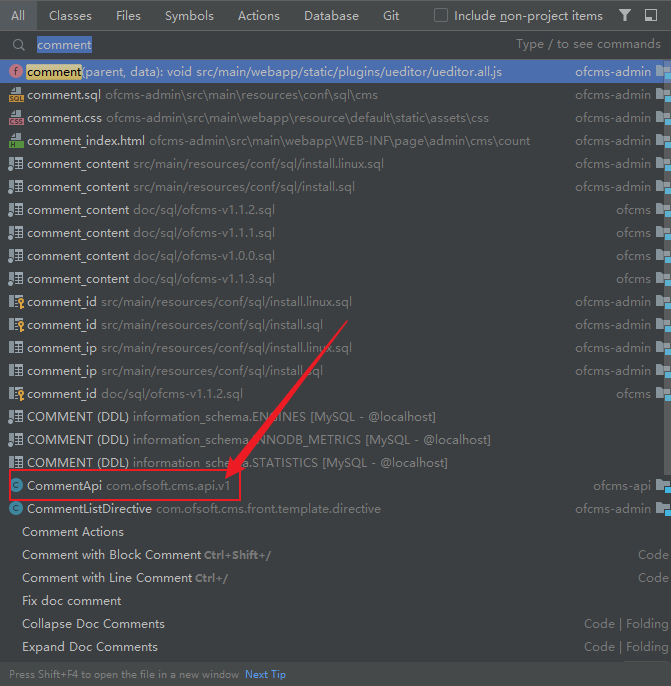 All Classes Files Symbols Actions Database Git Include non-project items
comment Type / to see commands
f comment(parent, data): void src/main/webapp/static/plugins/ueditor/ueditor.all.js ofcms-admin
SQL comment.sql ofcms-admin\src\main\resources\conf\sql\cms ofcms-admin
CSS comment.css ofcms-admin\src\main\webapp\resource\default\static\assets\css ofcms-admin
H comment_index.html ofcms-admin\src\main\webapp\WEB-INF\page\admin\cms\count ofcms-admin
comment_content src/main/resources/conf/sql/install.linux.sql ofcms-admin
comment_content src/main/resources/conf/sql/install.sql ofcms-admin
comment_content doc/sql/ofcms-v1.1.2.sql ofcms
comment_content doc/sql/ofcms-v1.1.1.sql ofcms
comment_content doc/sql/ofcms-v1.0.0.sql ofcms
comment_content doc/sql/ofcms-v1.1.3.sql ofcms
comment_id src/main/resources/conf/sql/install.linux.sql ofcms-admin
comment_id src/main/resources/conf/sql/install.sql ofcms-admin
comment_ip src/main/resources/conf/sql/install.linux.sql ofcms-admin
comment_ip src/main/resources/conf/sql/install.sql ofcms-admin
comment_id doc/sql/ofcms-v1.1.2.sql ofcms
COMMENT (DDL) information_schema.ENGINES [MySQL - @localhost]
COMMENT (DDL) information_schema.INNODB_METRICS [MySQL - @localhost]
COMMENT (DDL) information_schema.STATISTICS [MySQL - @localhost]
C CommentApi com.ofsoft.cms.api.v1 ofcms-api
C CommentListDirective com.ofsoft.cms.front.template.directive ofcms-admin
Comment Actions
Comment with Block Comment Ctrl+Shift+/ Code
Comment with Line Comment Ctrl+/ Code
Fix doc comment
Collapse Doc Comments Code | Folding
Expand Doc Comments Code | Folding
Press Shift+F4 to open the file in a new window Next Tip